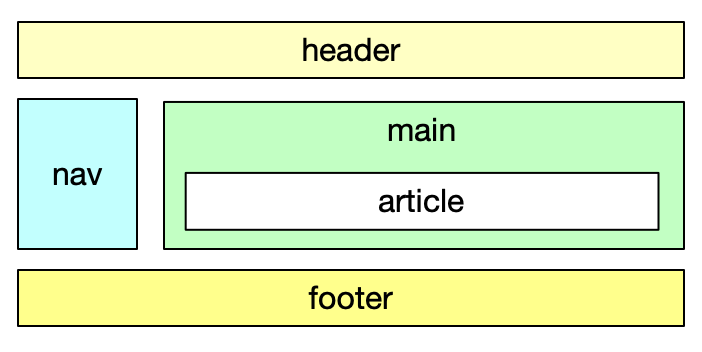 header
nav
main
article
footer